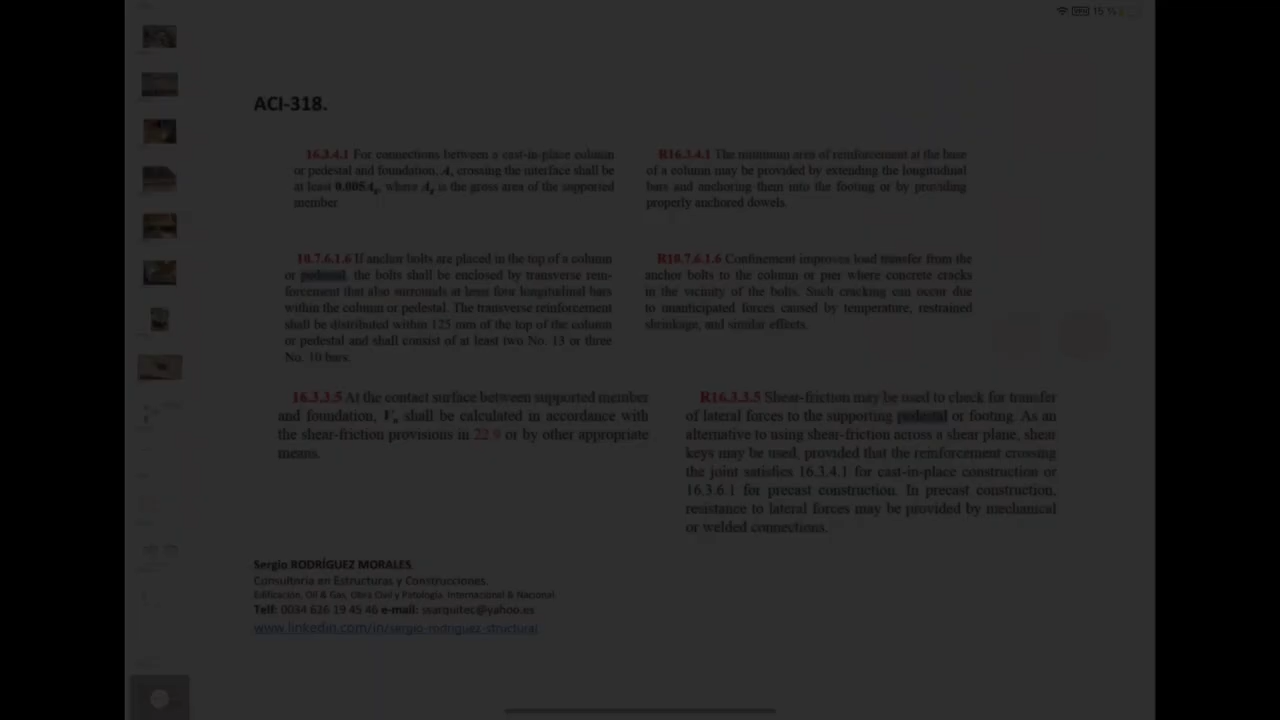 15 %
ACI-318.
16.3.4.1 For connections between a cast-in-place column
or pedestal and foundation, As crossing the interface shall be
at least 0.005Ag, where Ag is the gross area of the supported
member
R16.3.4.1 The minimum area of reinforcement at the base
of a column may be provided by extending the longitudinal
bars and anchoring them into the footing or by providing
properly anchored dowels.
10.7.6.1.6 If anchor bolts are placed in the top of a column
or pedestal, the bolts shall be enclosed by transverse rein-
forcement that also surrounds at least four longitudinal bars
within the column or pedestal. The transverse reinforcement
shall be distributed within 125 mm of the top of the column
or pedestal and shall consist of at least two No. 13 or three
No. 10 bars.
R10.7.6.1.6 Confinement improves load transfer from the
anchor bolts to the column or pier where concrete cracks
in the vicinity of the bolts. Such cracking can occur due
to unanticipated forces caused by temperature, restrained
shrinkage, and similar effects.
16.3.3.5 At the contact surface between supported member
and foundation, Vn shall be calculated in accordance with
the shear-friction provisions in 22.9 or by other appropriate
means.
R16.3.3.5 Shear-friction may be used to check for transfer
of lateral forces to the supporting pedestal or footing. As an
alternative to using shear-friction across a shear plane, shear
keys may be used, provided that the reinforcement crossing
the joint satisfies 16.3.4.1 for cast-in-place construction or
16.3.6.1 for precast construction. In precast construction,
resistance to lateral forces may be provided by mechanical
or welded connections.
Sergio RODRÍGUEZ MORALES
Consultoría en Estructuras y Construcciones.
Edificación, Oil & Gas, Obra Civil y Patología. Internacional & Nacional
Telf: 0034 626 19 45 46 e-mail: ssarquitec@yahoo.es
www.linkedin.com/in/sergio-rodriguez-structural